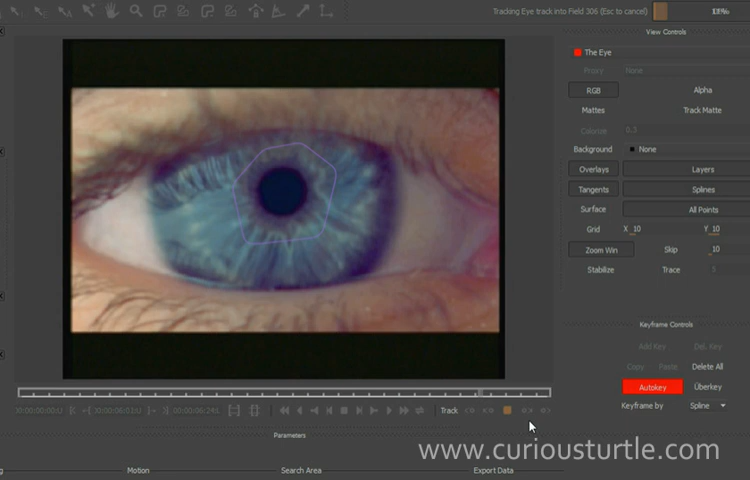 Tracking Eye track into Field 306 (Esc to cancel)
View Controls
The Eye
Proxy None
RGB Alpha
Mattes Track Matte
Colorize 0.3
Background None
Overlays Layers
Tangents Splines
Surface All Points
Grid X 10 Y 10
Zoom Win Skip 10
Stabilize Trace 5
Keyframe Controls
Add Key Del. Key
Copy Paste Delete All
Autokey Überkey
Keyframe by Spline
Track
Parameters
www.curiousturtle.com
Motion Search Area Export Data